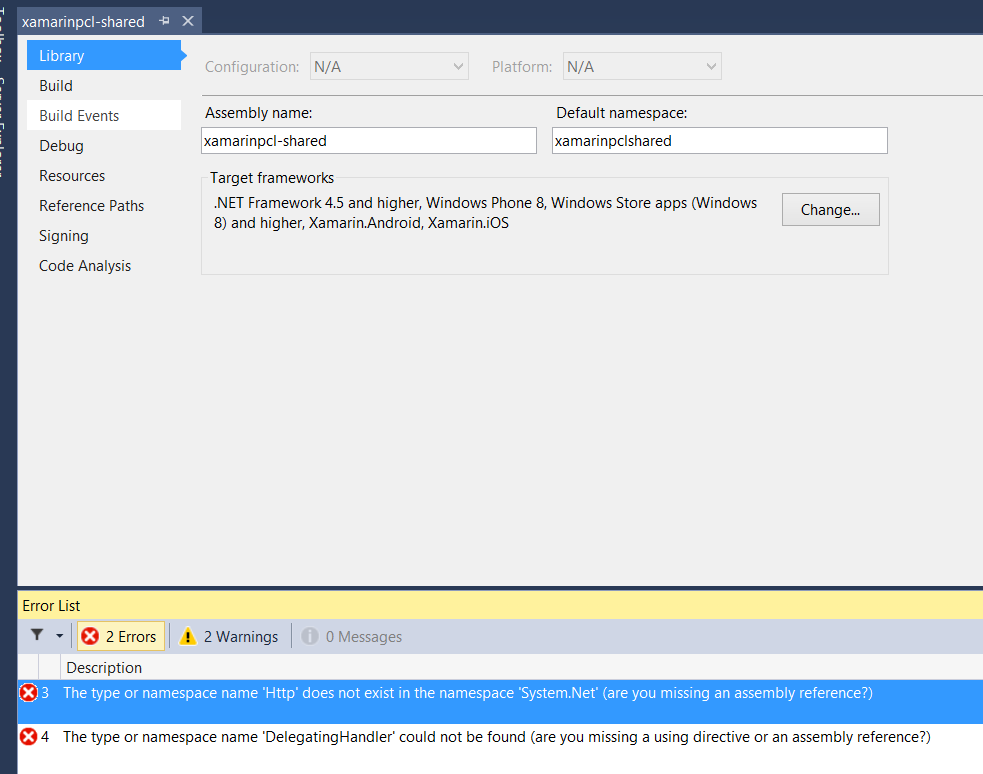 xamarinpcl-shared
Library
Configuration: N/A Platform: N/A
Build
Build Events
Assembly name: Default namespace:
xamarinpcl-shared xamarinpclshared
Debug
Resources
Reference Paths
Signing
Code Analysis
Target frameworks
.NET Framework 4.5 and higher, Windows Phone 8, Windows Store apps (Windows
8) and higher, Xamarin.Android, Xamarin.iOS
Change...
Error List
2 Errors 2 Warnings 0 Messages
Description
3 The type or namespace name 'Http' does not exist in the namespace 'System.Net' (are you missing an assembly reference?)
4 The type or namespace name 'DelegatingHandler' could not be found (are you missing a using directive or an assembly reference?)